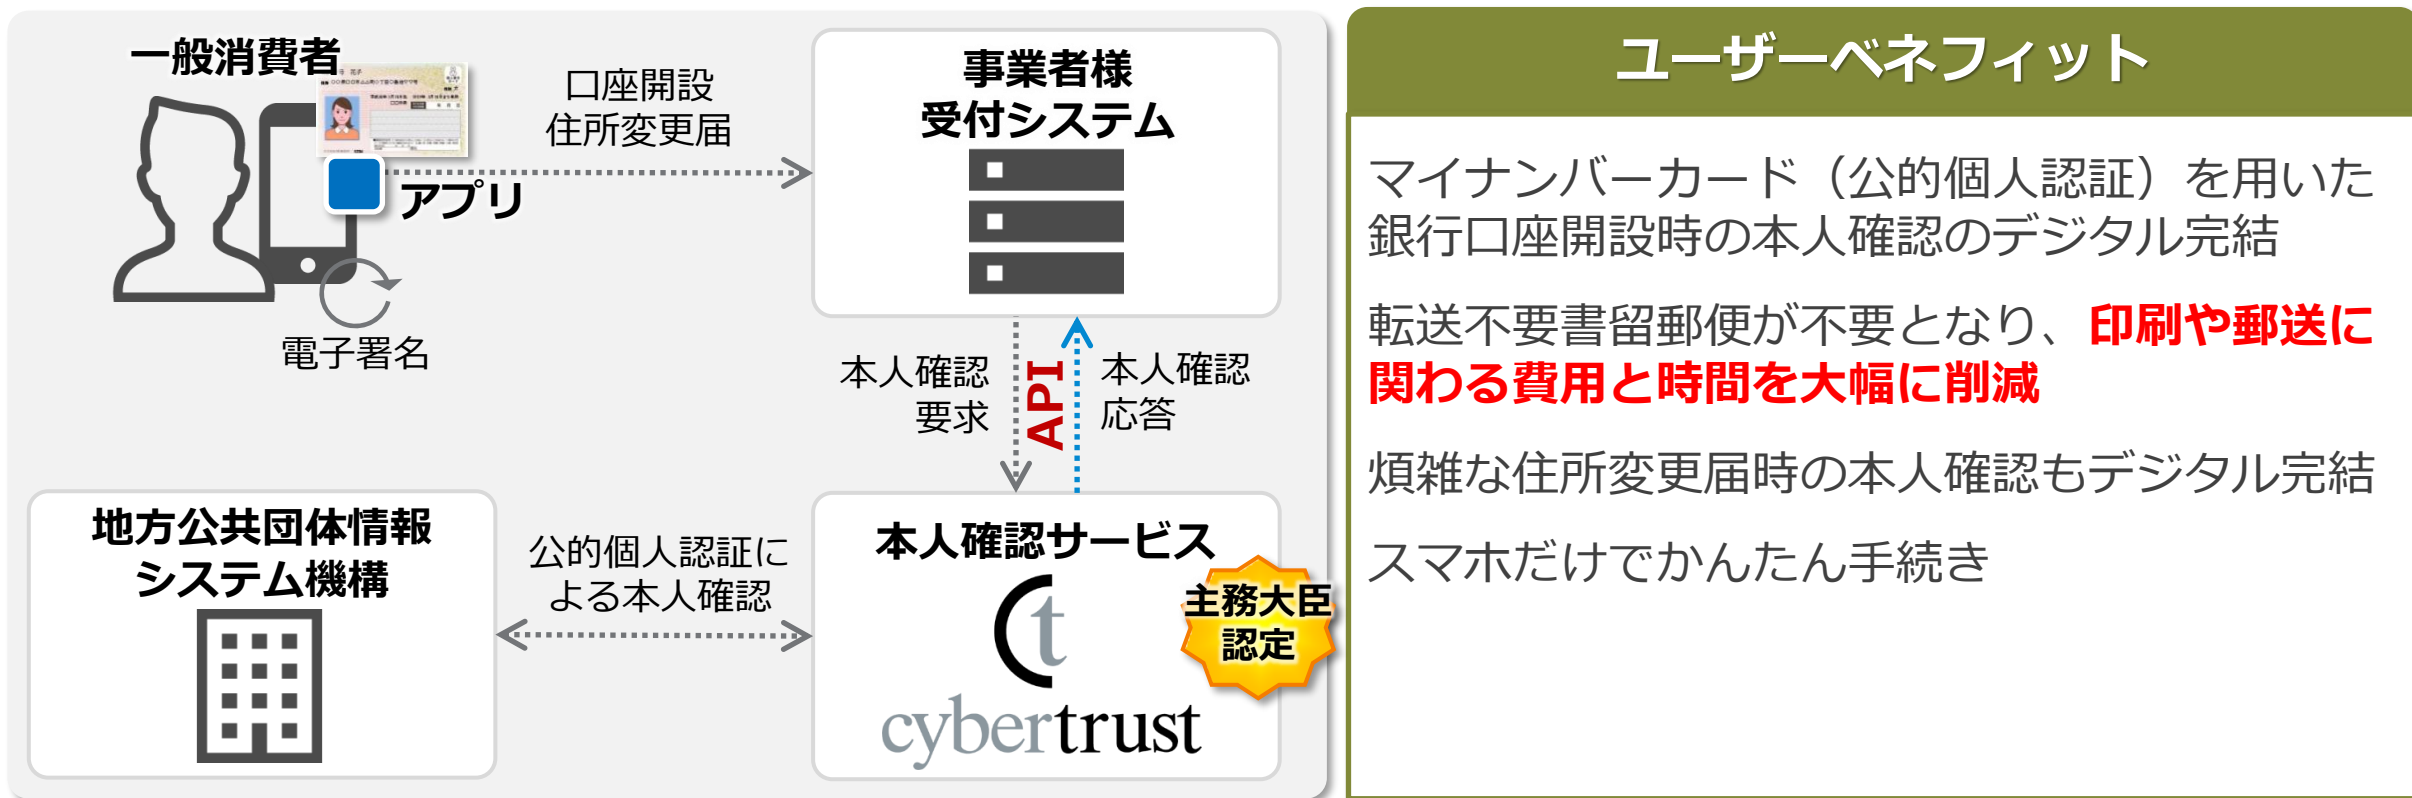 一般消費者
口座開設
住所変更届
アプリ
電子署名
事業者様
受付システム
本人確認
要求
API
本人確認
応答
地方公共団体情報
システム機構
公的個人認証に
よる本人確認
本人確認サービス
cybertrust
主務大臣
認定
ユーザーベネフィット
マイナンバーカード（公的個人認証）を用いた
銀行口座開設時の本人確認のデジタル完結
転送不要書留郵便が不要となり、印刷や郵送に
関わる費用と時間を大幅に削減
煩雑な住所変更届時の本人確認もデジタル完結
スマホだけでかんたん手続き